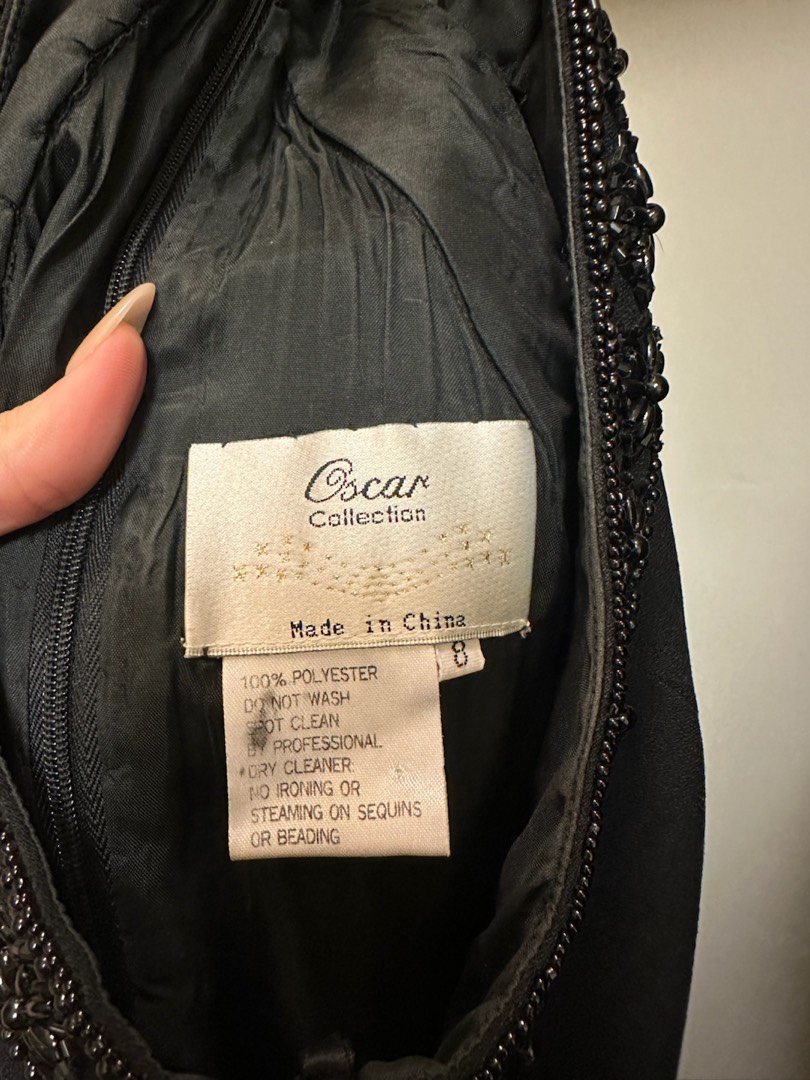 Oscar
Collection
Made in China
8
100% POLYESTER
DO NOT WASH
SPOT CLEAN
BY PROFESSIONAL
DRY CLEANER
NO IRONING OR
STEAMING ON SEQUINS
OR BEADING